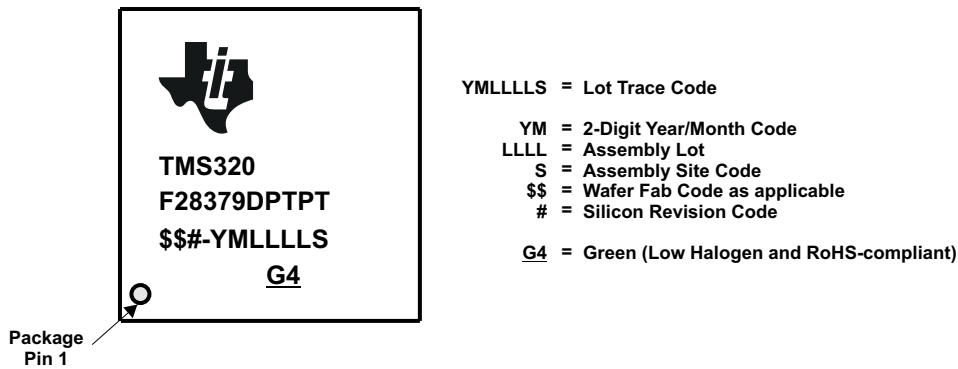 TMS320
F28379DPTPT
$$#-YMLLLLS
G4
Package
Pin 1
YMLLLLS = Lot Trace Code
YM = 2-Digit Year/Month Code
LLLL = Assembly Lot
S = Assembly Site Code
$$ = Wafer Fab Code as applicable
# = Silicon Revision Code
G4 = Green (Low Halogen and RoHS-compliant)